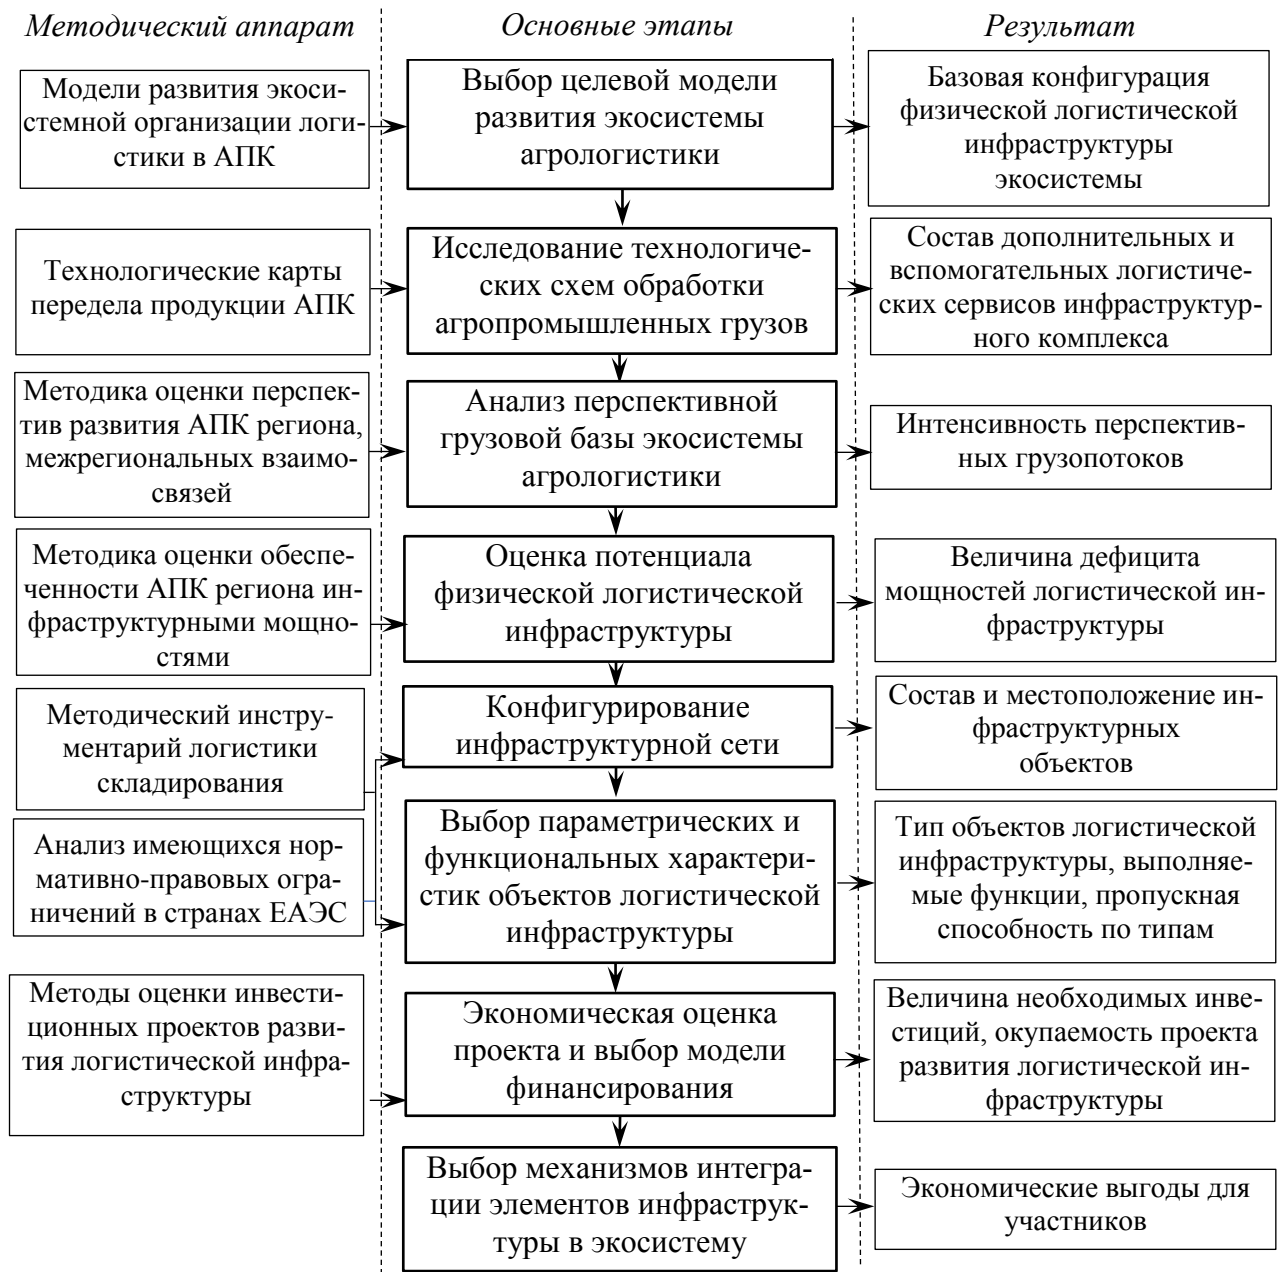 Методический аппарат
Основные этапы
Результат
Модели развития экоси-
стемной организации логи-
стики в АПК
Выбор целевой модели
развития экосистемы
агрологистики
Базовая конфигурация
физической логистической
инфраструктуры
экосистемы
Технологические карты
передела продукции АПК
Исследование технологиче-
ских схем обработки
агропромышленных грузов
Состав дополнительных и
вспомогательных логистиче-
ских сервисов инфраструктур-
ного комплекса
Методика оценки перспек-
тив развития АПК региона,
межрегиональных взаимо-
связей
Анализ перспективной
грузовой базы экосистемы
агрологистики
Интенсивность перспектив-
ных грузопотоков
Методика оценки обеспе-
ченности АПК региона ин-
фраструктурными мощно-
стями
Оценка потенциала
физической логистической
инфраструктуры
Величина дефицита
мощностей логистической ин-
фраструктуры
Методический инстру-
ментарий логистики
складирования
Конфигурирование
инфраструктурной сети
Состав и местоположение ин-
фраструктурных
объектов
Анализ имеющихся нор-
мативно-правовых огра-
ничений в странах ЕАЭС
Выбор параметрических и
функциональных характери-
стик объектов логистической
инфраструктуры
Тип объектов логистической
инфраструктуры, выполняе-
мые функции, пропускная
способность по типам
Методы оценки инвести-
ционных проектов разви-
тия логистической инфра-
структуры
Экономическая оценка
проекта и выбор модели
финансирования
Величина необходимых инве-
стиций, окупаемость проекта
развития логистической ин-
фраструктуры
Выбор механизмов интегра-
ции элементов инфраструк-
туры в экосистему
Экономические выгоды для
участников